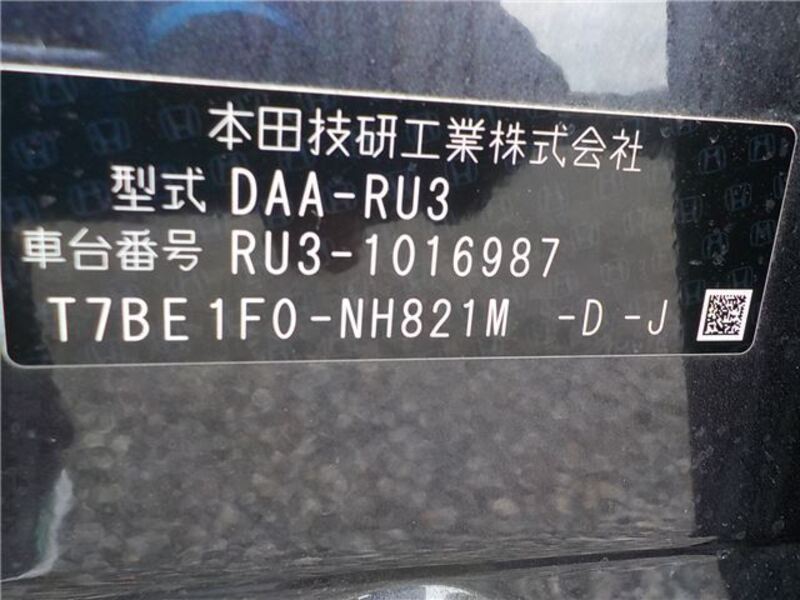 本田技研工業株式会社
型式 DAA-RU3
車台番号 RU3-1016987
T7BE1F0-NH821M -D-J